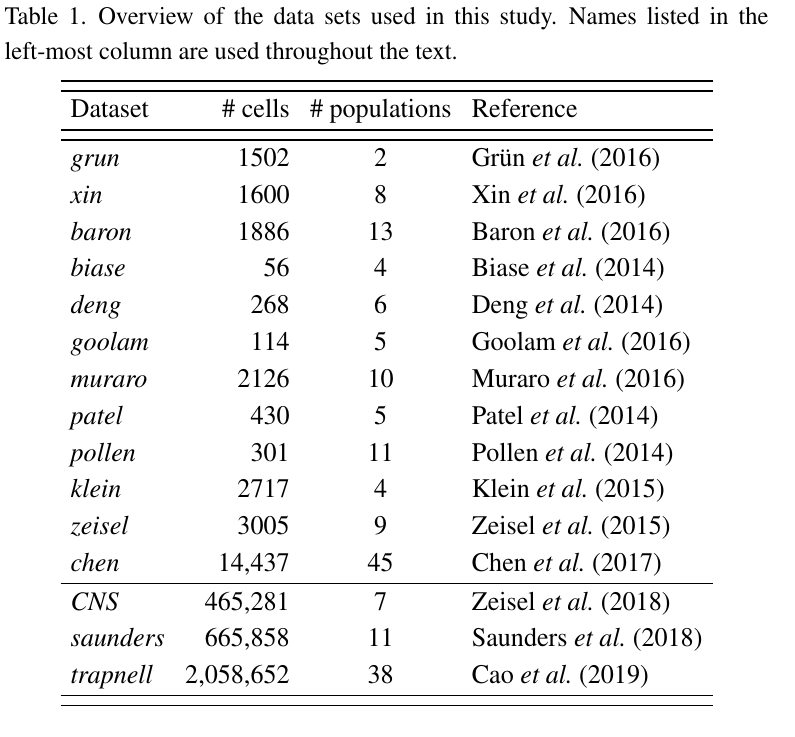 Table 1. Overview of the data sets used in this study. Names listed in the
left-most column are used throughout the text.
Dataset # cells # populations Reference
grun 1502 2 Grün et al. (2016)
xin 1600 8 Xin et al. (2016)
baron 1886 13 Baron et al. (2016)
biase 56 4 Biase et al. (2014)
deng 268 6 Deng et al. (2014)
goolam 114 5 Goolam et al. (2016)
muraro 2126 10 Muraro et al. (2016)
patel 430 5 Patel et al. (2014)
pollen 301 11 Pollen et al. (2014)
klein 2717 4 Klein et al. (2015)
zeisel 3005 9 Zeisel et al. (2015)
chen 14,437 45 Chen et al. (2017)
CNS 465,281 7 Zeisel et al. (2018)
saunders 665,858 11 Saunders et al. (2018)
trapnell 2,058,652 38 Cao et al. (2019)